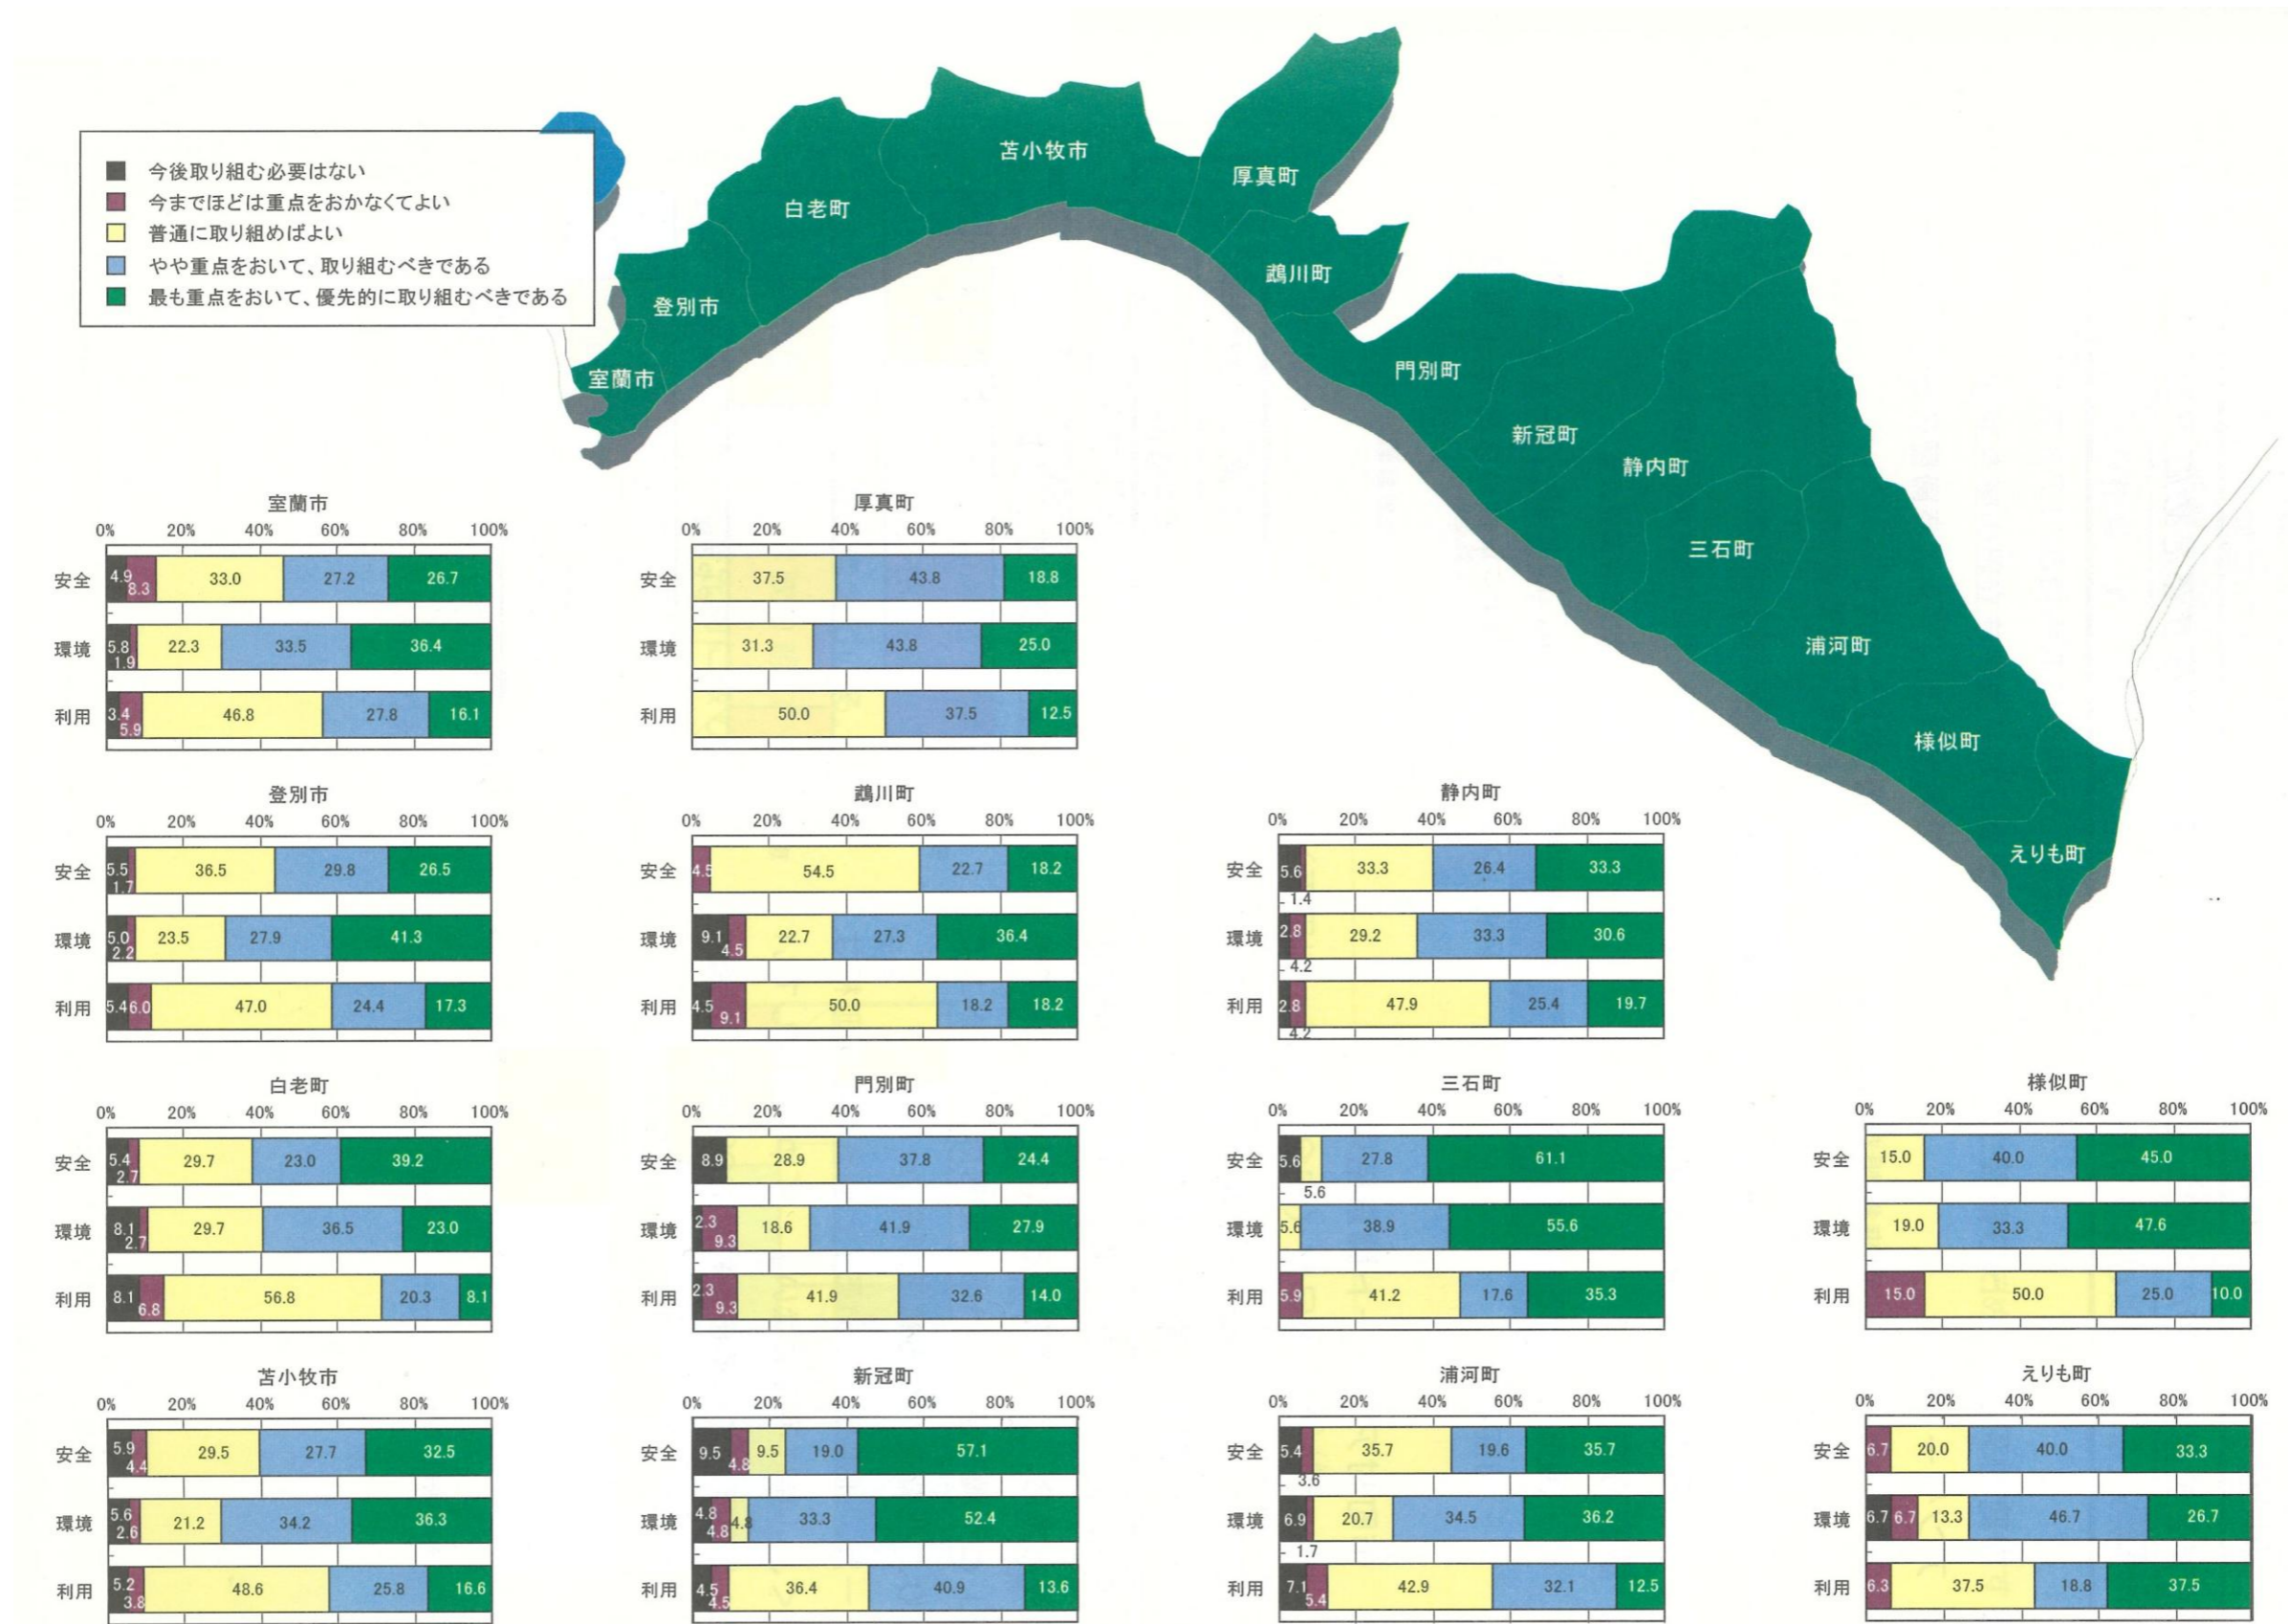 今後取り組む必要はない
今までほどは重点をおかなくてよい
普通に取り組めばよい
やや重点をおいて、取り組むべきである
最も重点をおいて、優先的に取り組むべきである
苫小牧市
厚真町
白老町
鵡川町
登別市
門別町
室蘭市
新冠町
静内町
三石町
浦河町
様似町
えりも町
室蘭市
0% 20% 40% 60% 80% 100%
安全 4.9 8.3 33.0 27.2 26.7
環境 5.8 1.9 22.3 33.5 36.4
利用 3.4 5.9 46.8 27.8 16.1
厚真町
0% 20% 40% 60% 80% 100%
安全 37.5 43.8 18.8
環境 31.3 43.8 25.0
利用 50.0 37.5 12.5
登別市
0% 20% 40% 60% 80% 100%
安全 5.5 1.7 36.5 29.8 26.5
環境 5.0 2.2 23.5 27.9 41.3
利用 5.4 6.0 47.0 24.4 17.3
鵡川町
0% 20% 40% 60% 80% 100%
安全 4.5 54.5 22.7 18.2
環境 9.1 4.5 22.7 27.3 36.4
利用 4.5 9.1 50.0 18.2 18.2
静内町
0% 20% 40% 60% 80% 100%
安全 5.6 1.4 33.3 26.4 33.3
環境 2.8 4.2 29.2 33.3 30.6
利用 2.8 4.2 47.9 25.4 19.7
白老町
0% 20% 40% 60% 80% 100%
安全 5.4 2.7 29.7 23.0 39.2
環境 8.1 2.7 29.7 36.5 23.0
利用 8.1 6.8 56.8 20.3 8.1
門別町
0% 20% 40% 60% 80% 100%
安全 8.9 28.9 37.8 24.4
環境 2.3 9.3 18.6 41.9 27.9
利用 2.3 9.3 41.9 32.6 14.0
三石町
0% 20% 40% 60% 80% 100%
安全 5.6 5.6 27.8 61.1
環境 5.6 38.9 55.6
利用 5.9 41.2 17.6 35.3
様似町
0% 20% 40% 60% 80% 100%
安全 15.0 40.0 45.0
環境 19.0 33.3 47.6
利用 15.0 50.0 25.0 10.0
苫小牧市
0% 20% 40% 60% 80% 100%
安全 5.9 4.4 29.5 27.7 32.5
環境 5.6 2.6 21.2 34.2 36.3
利用 5.2 3.8 48.6 25.8 16.6
新冠町
0% 20% 40% 60% 80% 100%
安全 9.5 4.8 9.5 19.0 57.1
環境 4.8 4.8 4.8 33.3 52.4
利用 4.5 4.5 36.4 40.9 13.6
浦河町
0% 20% 40% 60% 80% 100%
安全 5.4 3.6 35.7 19.6 35.7
環境 6.9 1.7 20.7 34.5 36.2
利用 7.1 5.4 42.9 32.1 12.5
えりも町
0% 20% 40% 60% 80% 100%
安全 6.7 20.0 40.0 33.3
環境 6.7 6.7 13.3 46.7 26.7
利用 6.3 37.5 18.8 37.5